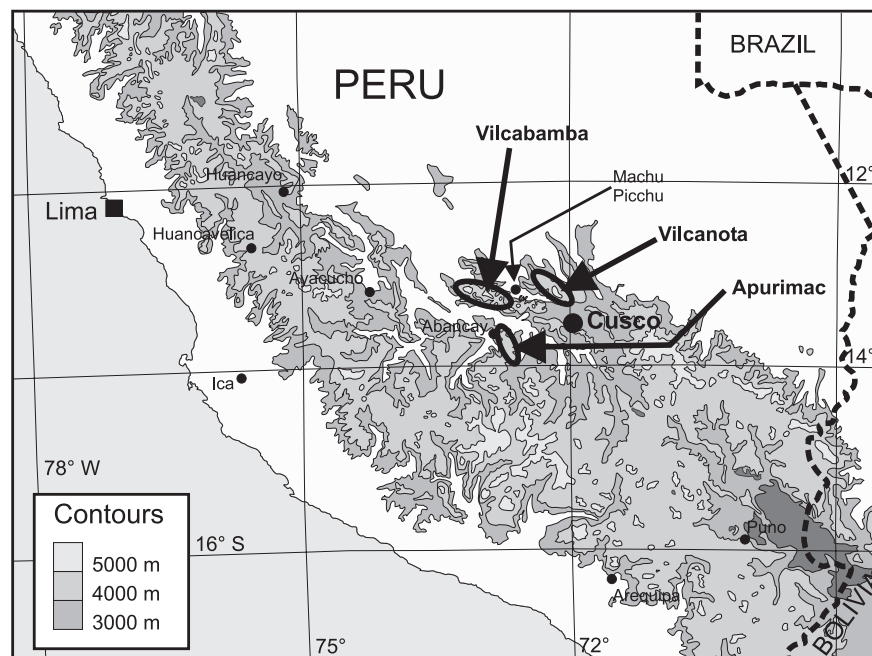 BRAZIL
PERU
Vilcabamba
Machu
Picchu
Huancayo
12°
Lima
Huancavelica
Vilcanota
Ayacucho
Apurimac
Abancay
Cusco
14°
Ica
78° W
Contours
5000 m
4000 m
3000 m
16° S
Puno
Arequipa
75°
72°
BOLIVIA